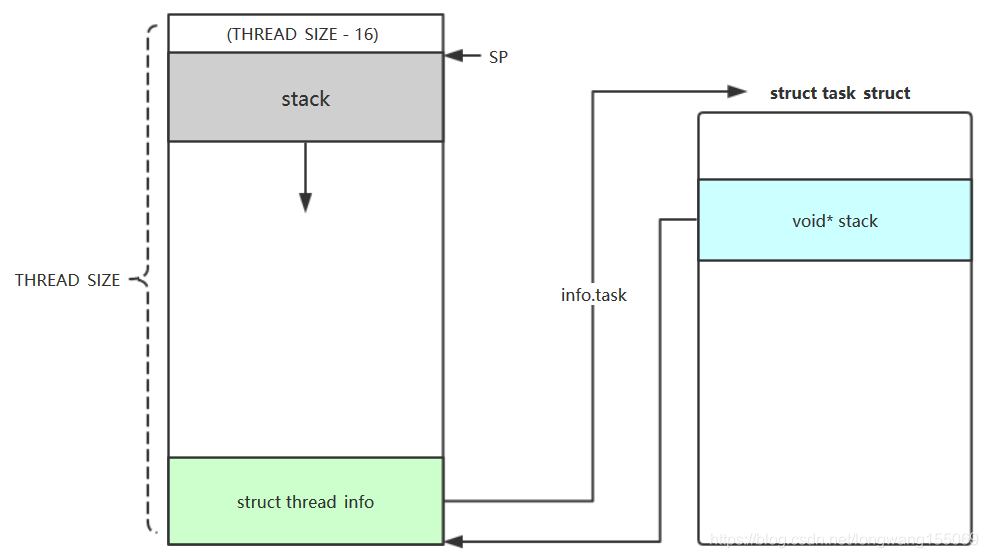 (THREAD SIZE - 16)
SP
stack
struct task struct
void* stack
THREAD SIZE
info.task
struct thread info
https://blog.csdn.net/longwang155069